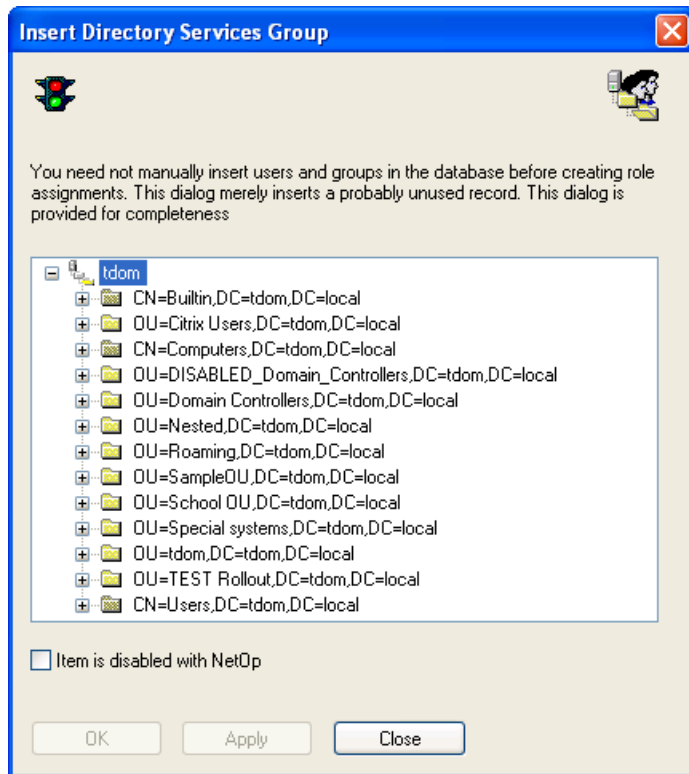 Insert Directory Services Group
You need not manually insert users and groups in the database before creating role
assignments. This dialog merely inserts a probably unused record. This dialog is
provided for completeness
tdom
CN=Builtin,DC=tdom,DC=local
OU=Citrix Users,DC=tdom,DC=local
CN=Computers,DC=tdom,DC=local
OU=DISABLED_Domain_Controllers,DC=tdom,DC=local
OU=Domain Controllers,DC=tdom,DC=local
OU=Nested,DC=tdom,DC=local
OU=Roaming,DC=tdom,DC=local
OU=SampleOU,DC=tdom,DC=local
OU=School OU,DC=tdom,DC=local
OU=Special systems,DC=tdom,DC=local
OU=tdom,DC=tdom,DC=local
OU=TEST Rollout,DC=tdom,DC=local
CN=Users,DC=tdom,DC=local
Item is disabled with NetOp
OK Apply Close